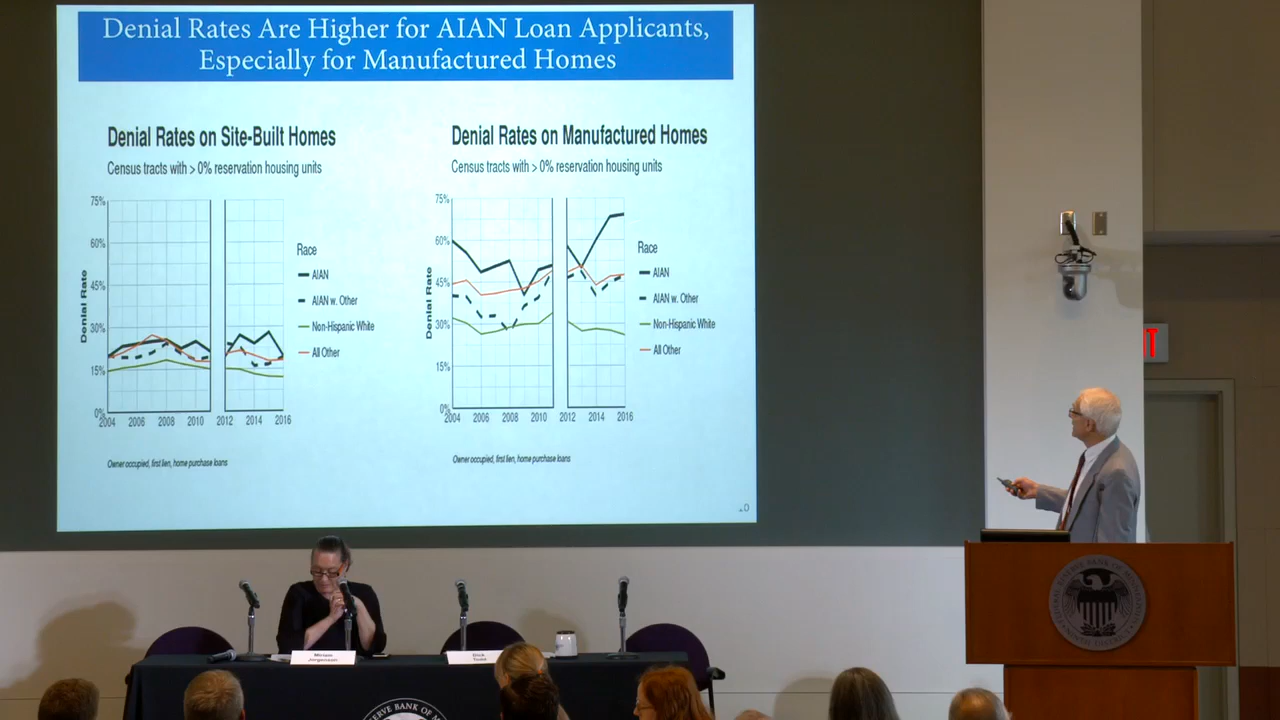 Denial Rates Are Higher for AIAN Loan Applicants,
Especially for Manufactured Homes
Denial Rates on Site-Built Homes
Census tracts with > 0% reservation housing units
75%
60%
45%
30%
15%
0%
Denial Rate
2004 2006 2008 2010 2012 2014 2016
Race
AIAN
AIAN w. Other
Non-Hispanic White
All Other
Owner occupied, first lien, home purchase loans
Denial Rates on Manufactured Homes
Census tracts with > 0% reservation housing units
75%
60%
45%
30%
15%
0%
Denial Rate
2004 2006 2008 2010 2012 2014 2016
Race
AIAN
AIAN w. Other
Non-Hispanic White
All Other
Owner occupied, first lien, home purchase loans
IT
Miriam
Jorgensen
Dick
Todd
RESERVE BANK OF